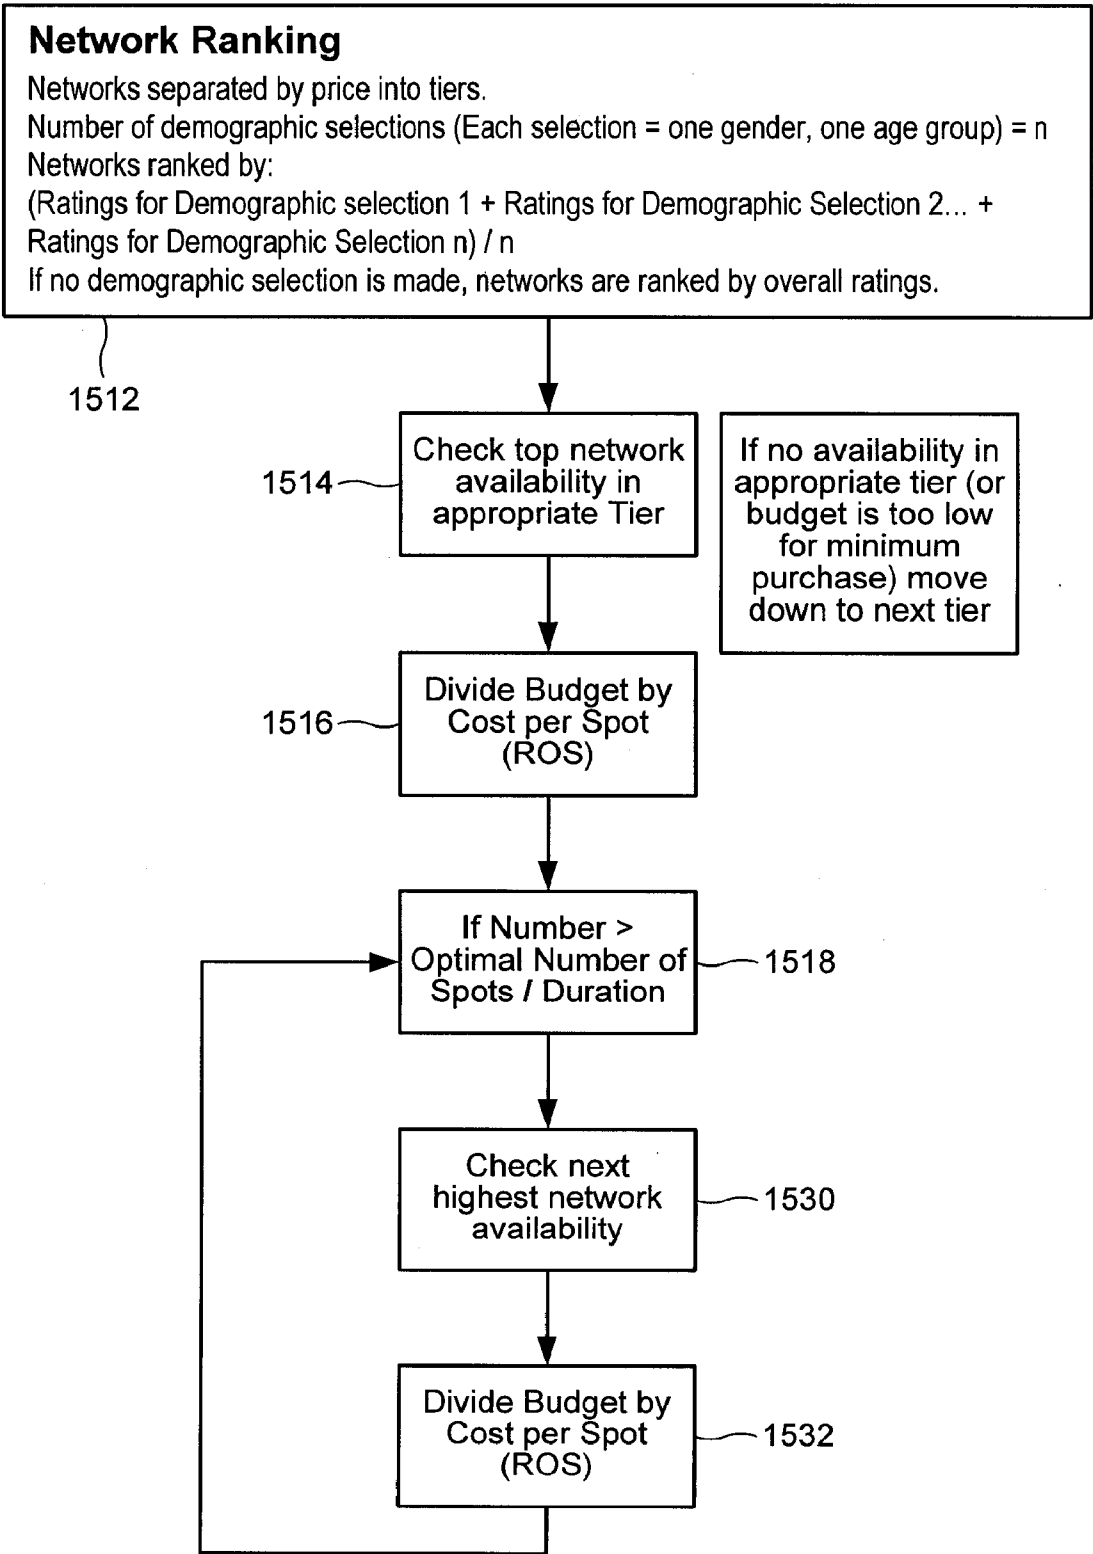 Network Ranking
Networks separated by price into tiers.
Number of demographic selections (Each selection = one gender, one age group) = n
Networks ranked by:
(Ratings for Demographic selection 1 + Ratings for Demographic Selection 2... +
Ratings for Demographic Selection n) / n
If no demographic selection is made, networks are ranked by overall ratings.
1512
Check top network
availability in
appropriate Tier
1514
If no availability in
appropriate tier (or
budget is too low
for minimum
purchase) move
down to next tier
Divide Budget by
Cost per Spot
(ROS)
1516
If Number >
Optimal Number of
Spots / Duration
1518
Check next
highest network
availability
1530
Divide Budget by
Cost per Spot
(ROS)
1532